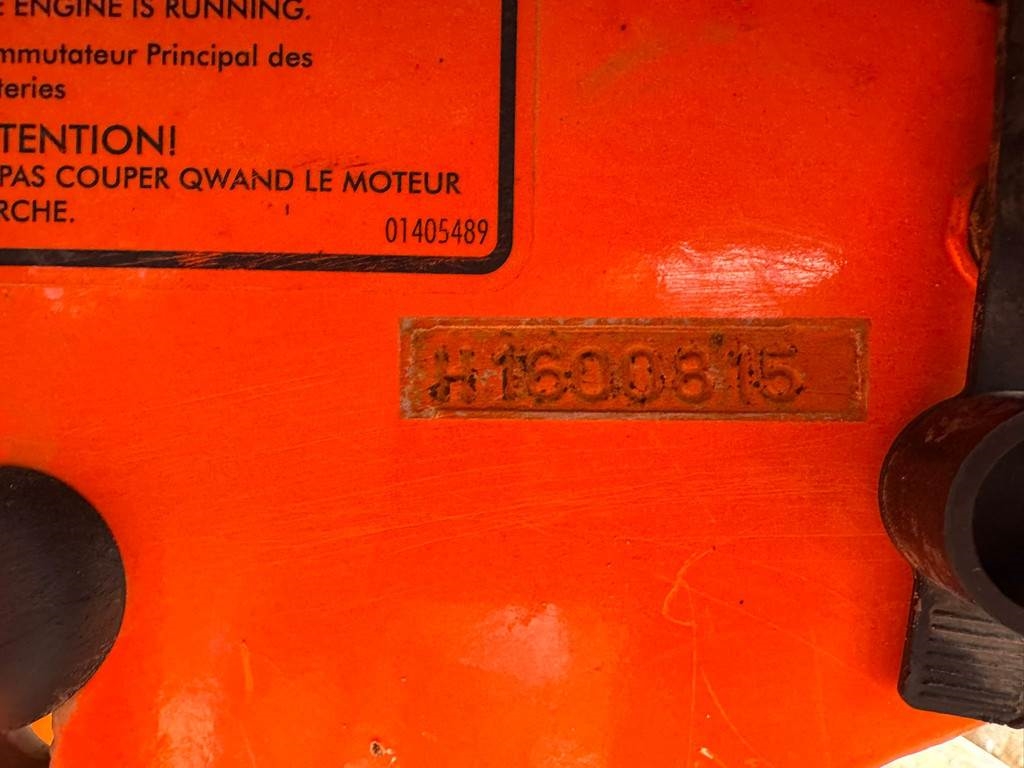 ENGINE IS RUNNING.
mmutateur Principal des
teries
TENTION!
PAS COUPER QWAND LE MOTEUR
RCHE.
01405489
H1600815